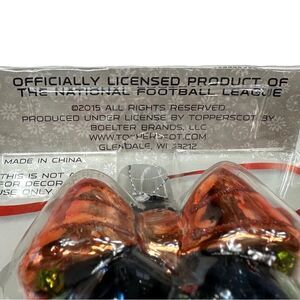 OFFICIALLY LICENSED PRODUCT OF
THE NATIONAL FOOTBALL LEAGUE
©2015 ALL RIGHTS RESERVED.
PRODUCED UNDER LICENSE BY TOPPERSCOT BY
BOELTER BRANDS, LLC
WWW.TOPPERSCOT.COM
GLENDALE, WI 53212
MADE IN CHINA
THIS IS NOT A
FOR DECOR
USE ONLY